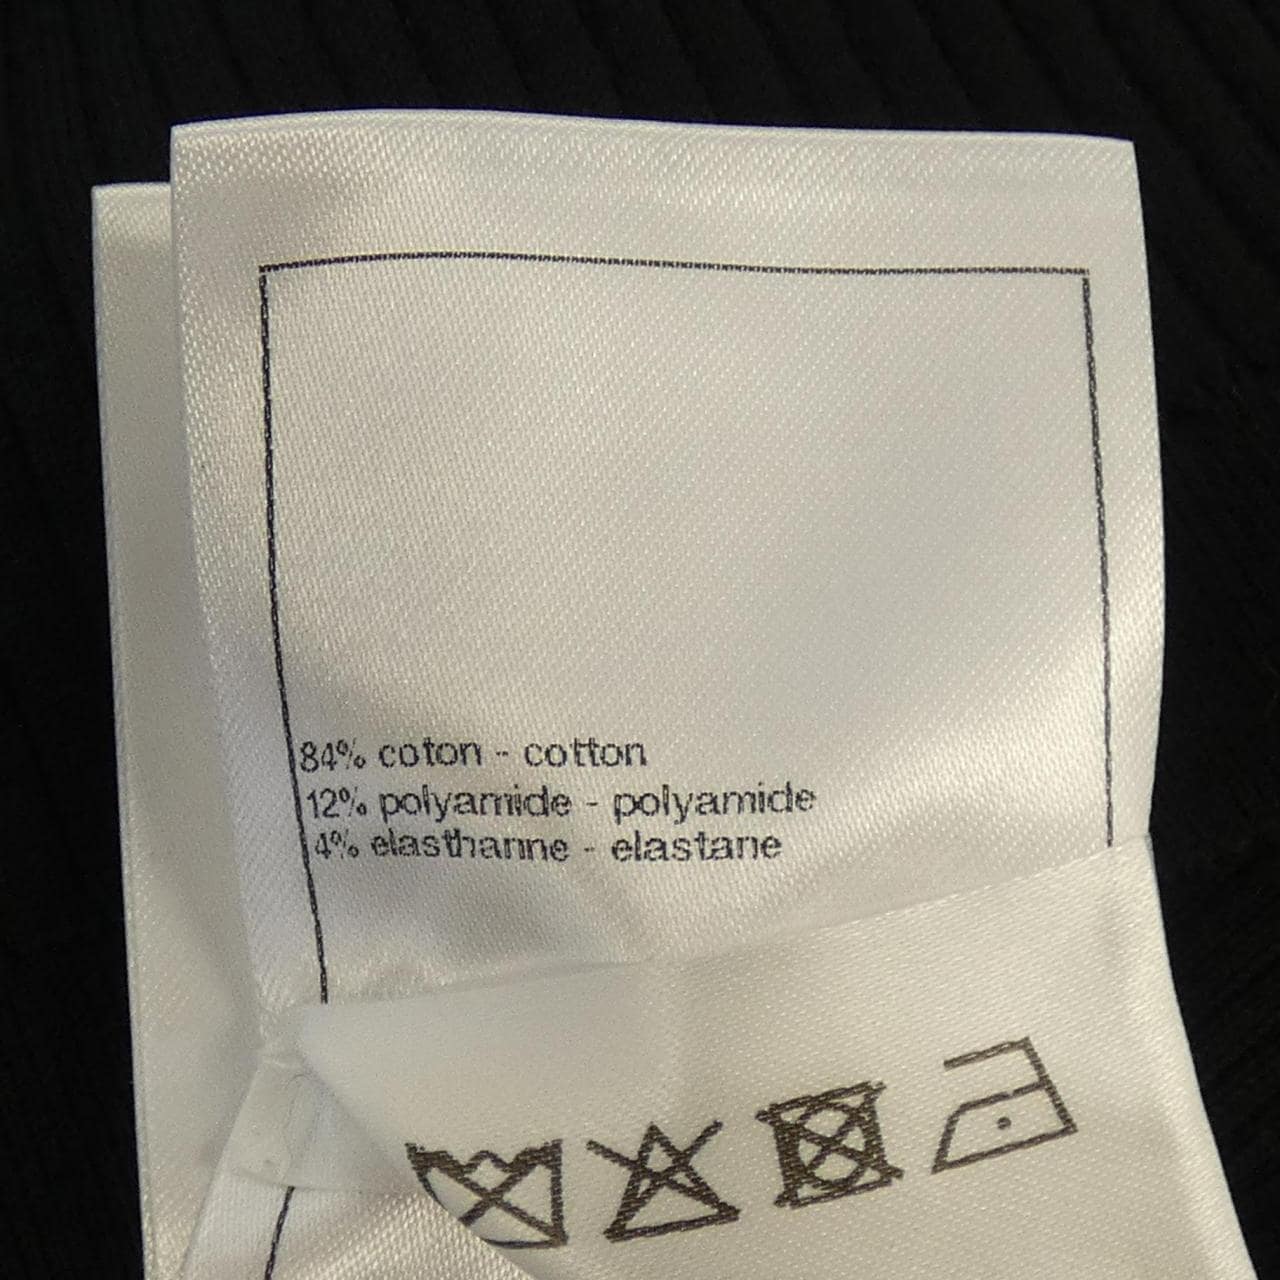 84% coton - cotton
12% polyamide - polyamide
4% elasthanne - elastane